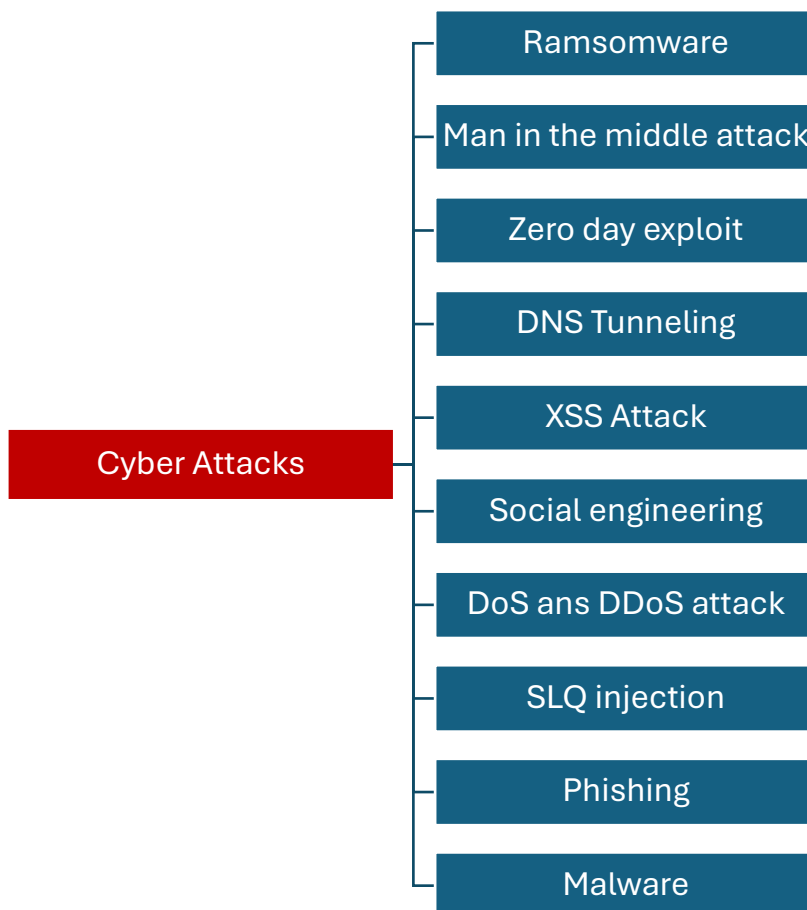 Ramsomware
Man in the middle attack
Zero day exploit
DNS Tunneling
XSS Attack
Cyber Attacks
Social engineering
DoS ans DDoS attack
SLQ injection
Phishing
Malware